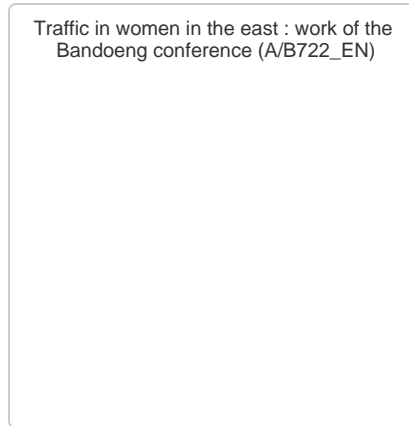 Traffic in women in the east : work of the
Bandoeng conference (A/B722_EN)